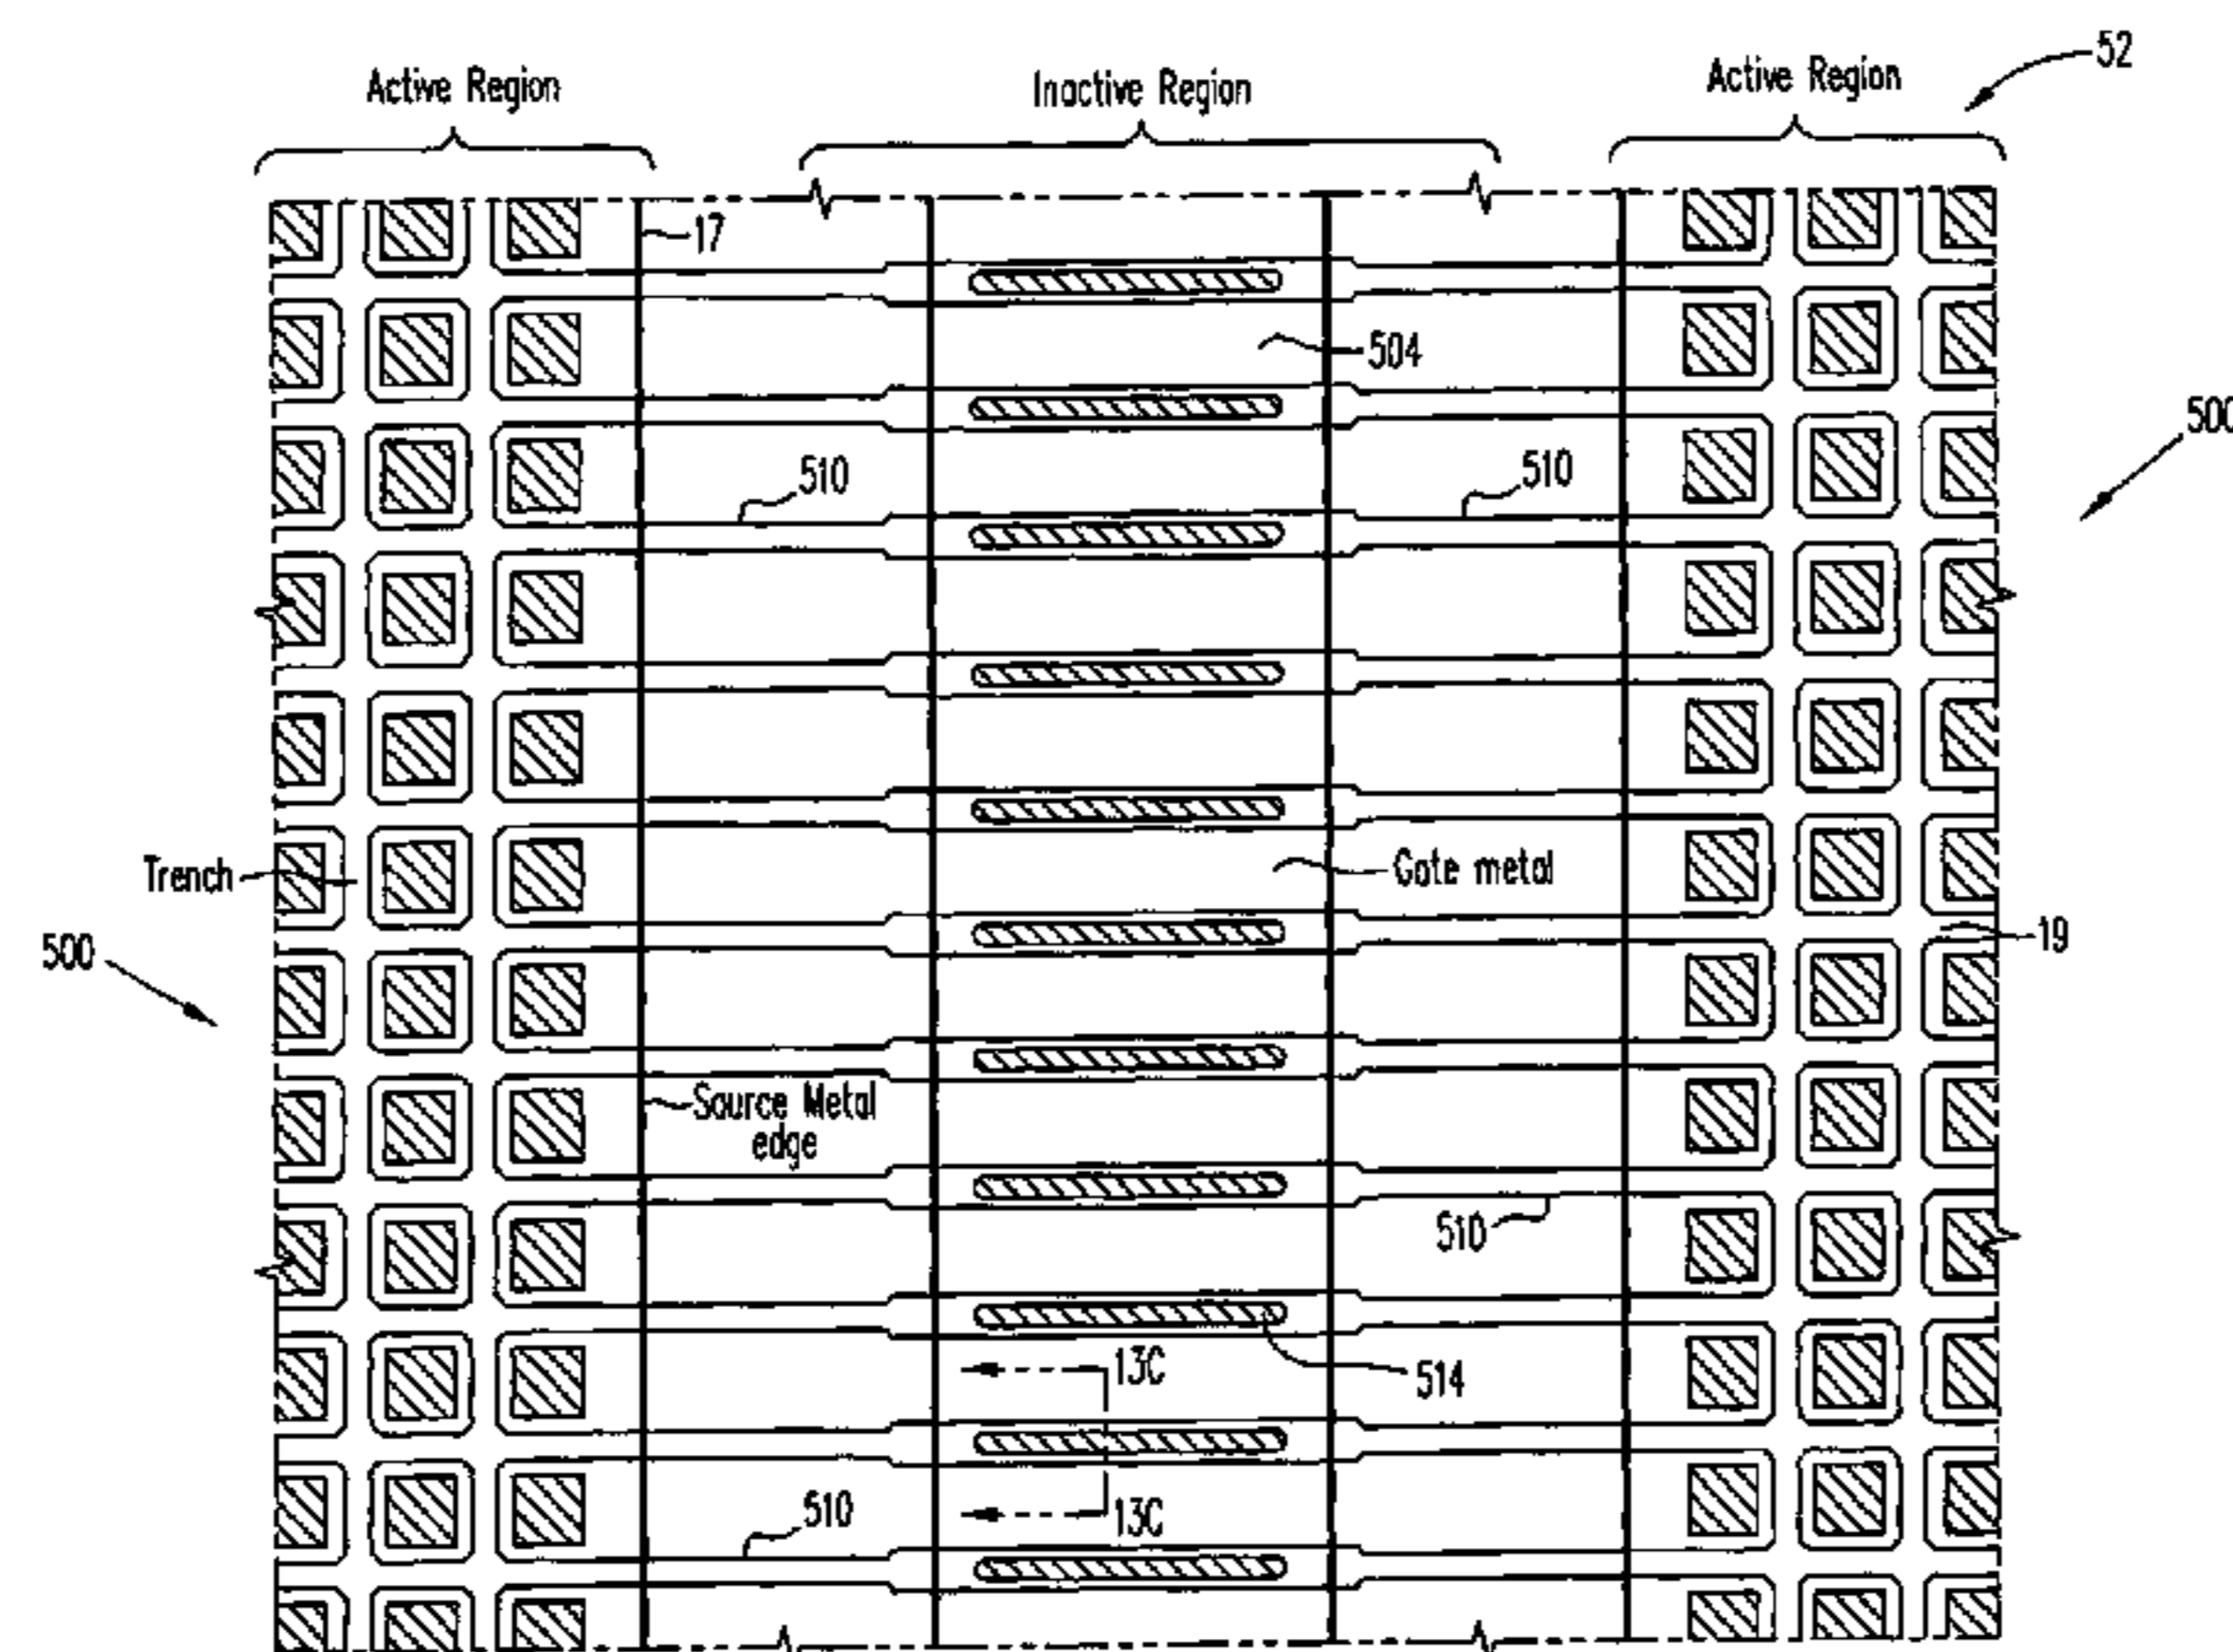 Active Region
Inactive Region
Active Region
52
17
504
500
510
510
Trench
Gate metal
19
500
Source Metal
edge
510
13C
514
510
13C